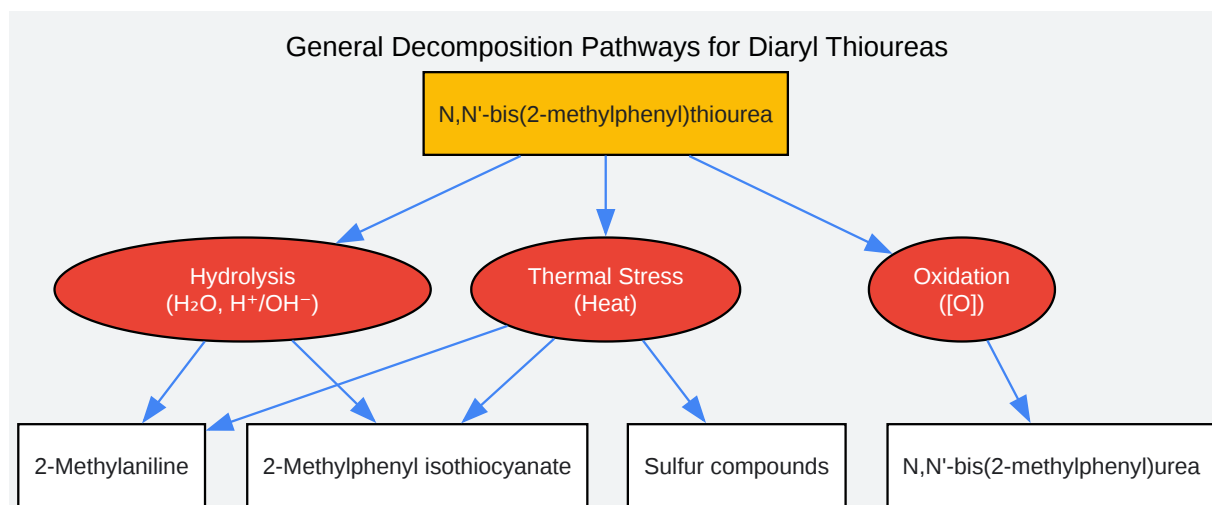 General Decomposition Pathways for Diaryl Thioureas
N,N'-bis(2-methylphenyl)thiourea
Hydrolysis
(H₂O, H⁺/OH⁻)
Thermal Stress
(Heat)
Oxidation
([O])
2-Methylaniline
2-Methylphenyl isothiocyanate
Sulfur compounds
N,N'-bis(2-methylphenyl)urea